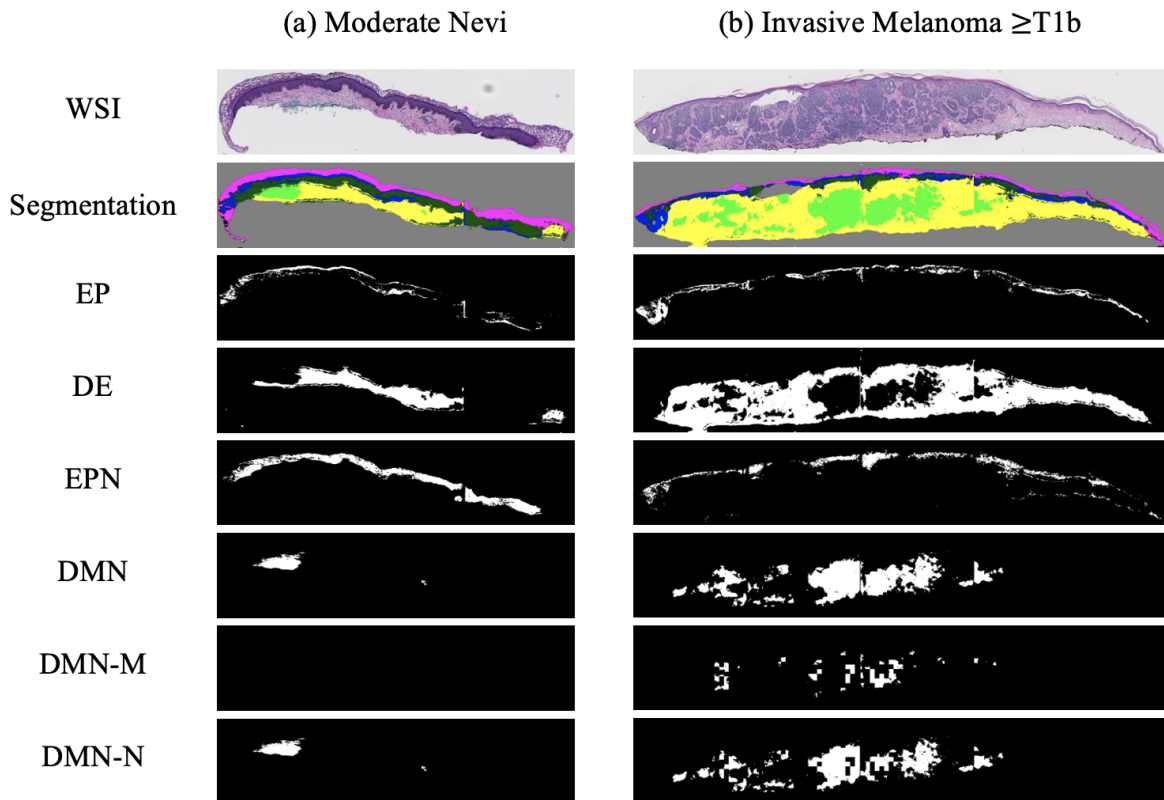 (a) Moderate Nevi
(b) Invasive Melanoma ≥T1b
WSI
Segmentation
EP
DE
EPN
DMN
DMN-M
DMN-N